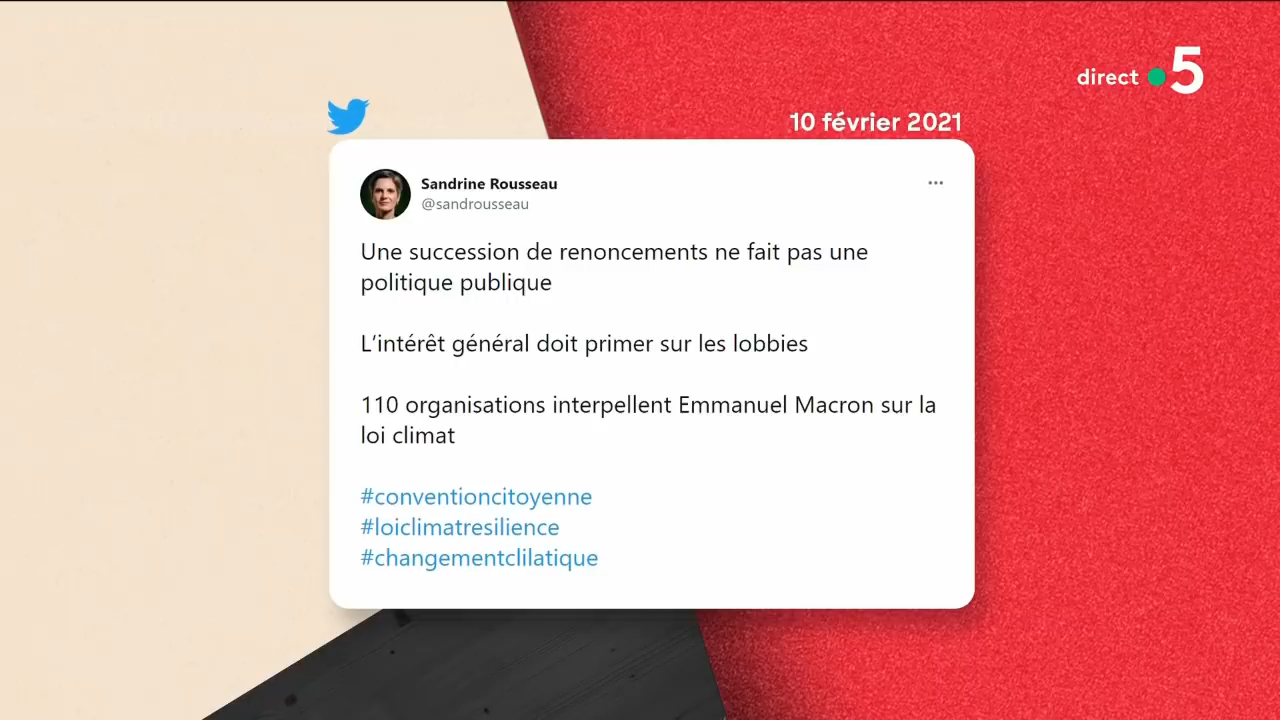 direct 5
10 février 2021
Sandrine Rousseau
@sandrousseau
Une succession de renoncements ne fait pas une
politique publique
L'intérêt général doit primer sur les lobbies
110 organisations interpellent Emmanuel Macron sur la
loi climat
#conventioncitoyenne
#loiclimatresilience
#changementclilatique